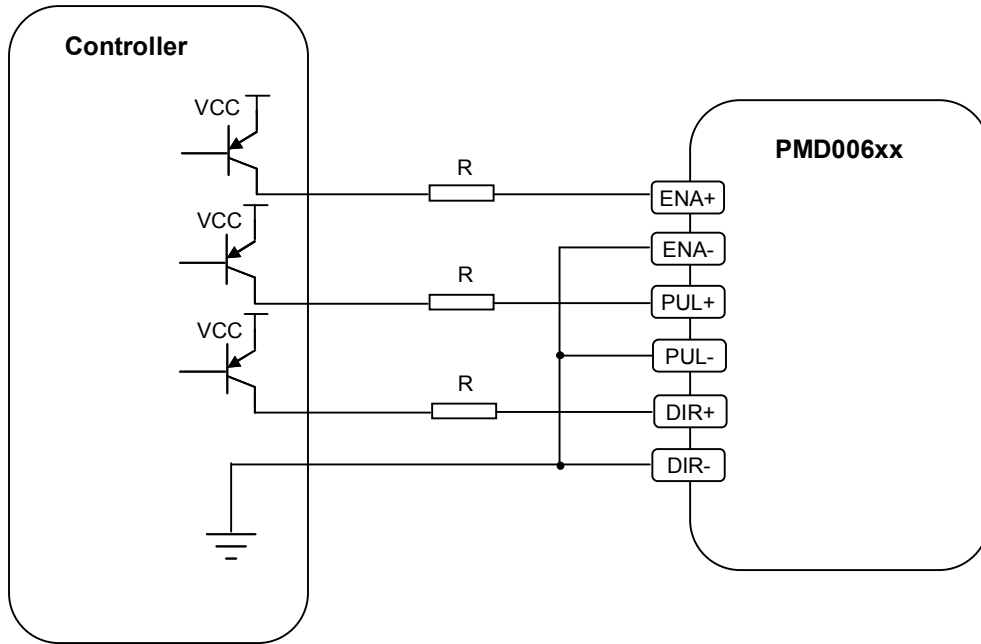 Controller
PMD006xx
VCC
R
ENA+
ENA-
VCC
R
PUL+
PUL-
VCC
R
DIR+
DIR-